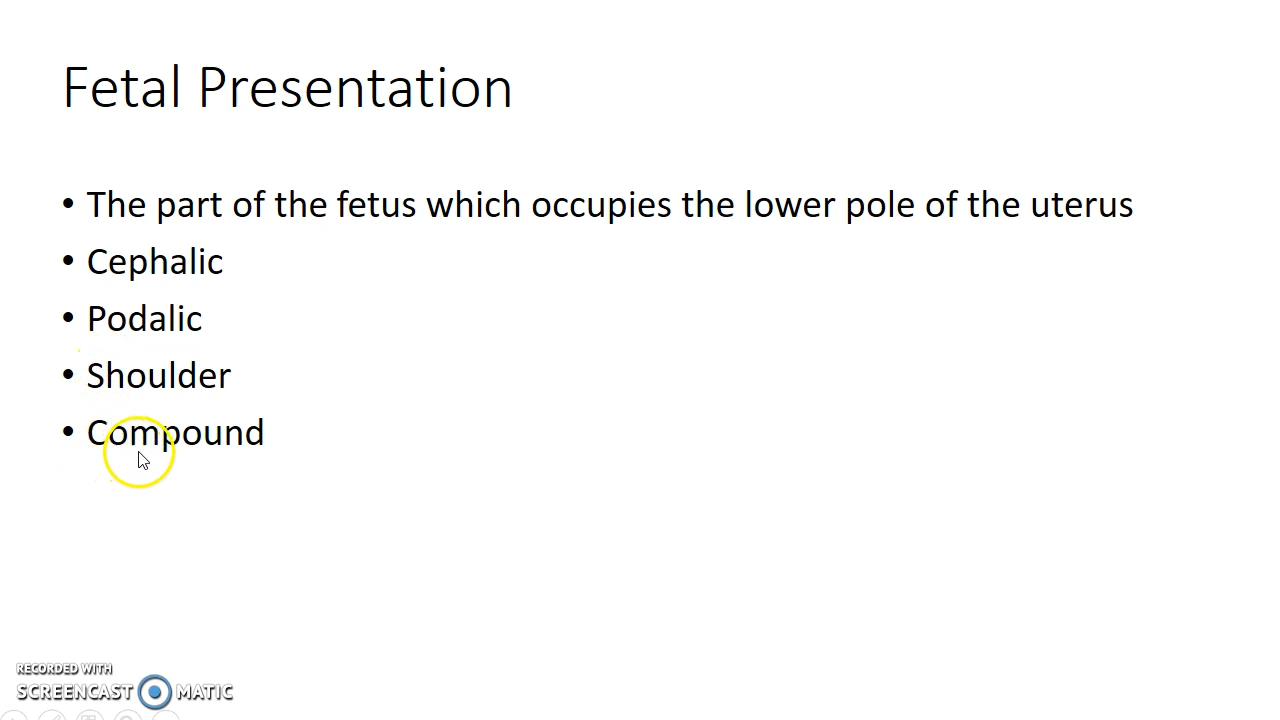 Fetal Presentation
• The part of the fetus which occupies the lower pole of the uterus
• Cephalic
• Podalic
• Shoulder
• Compound
RECORDED WITH
SCREENCAST MATIC